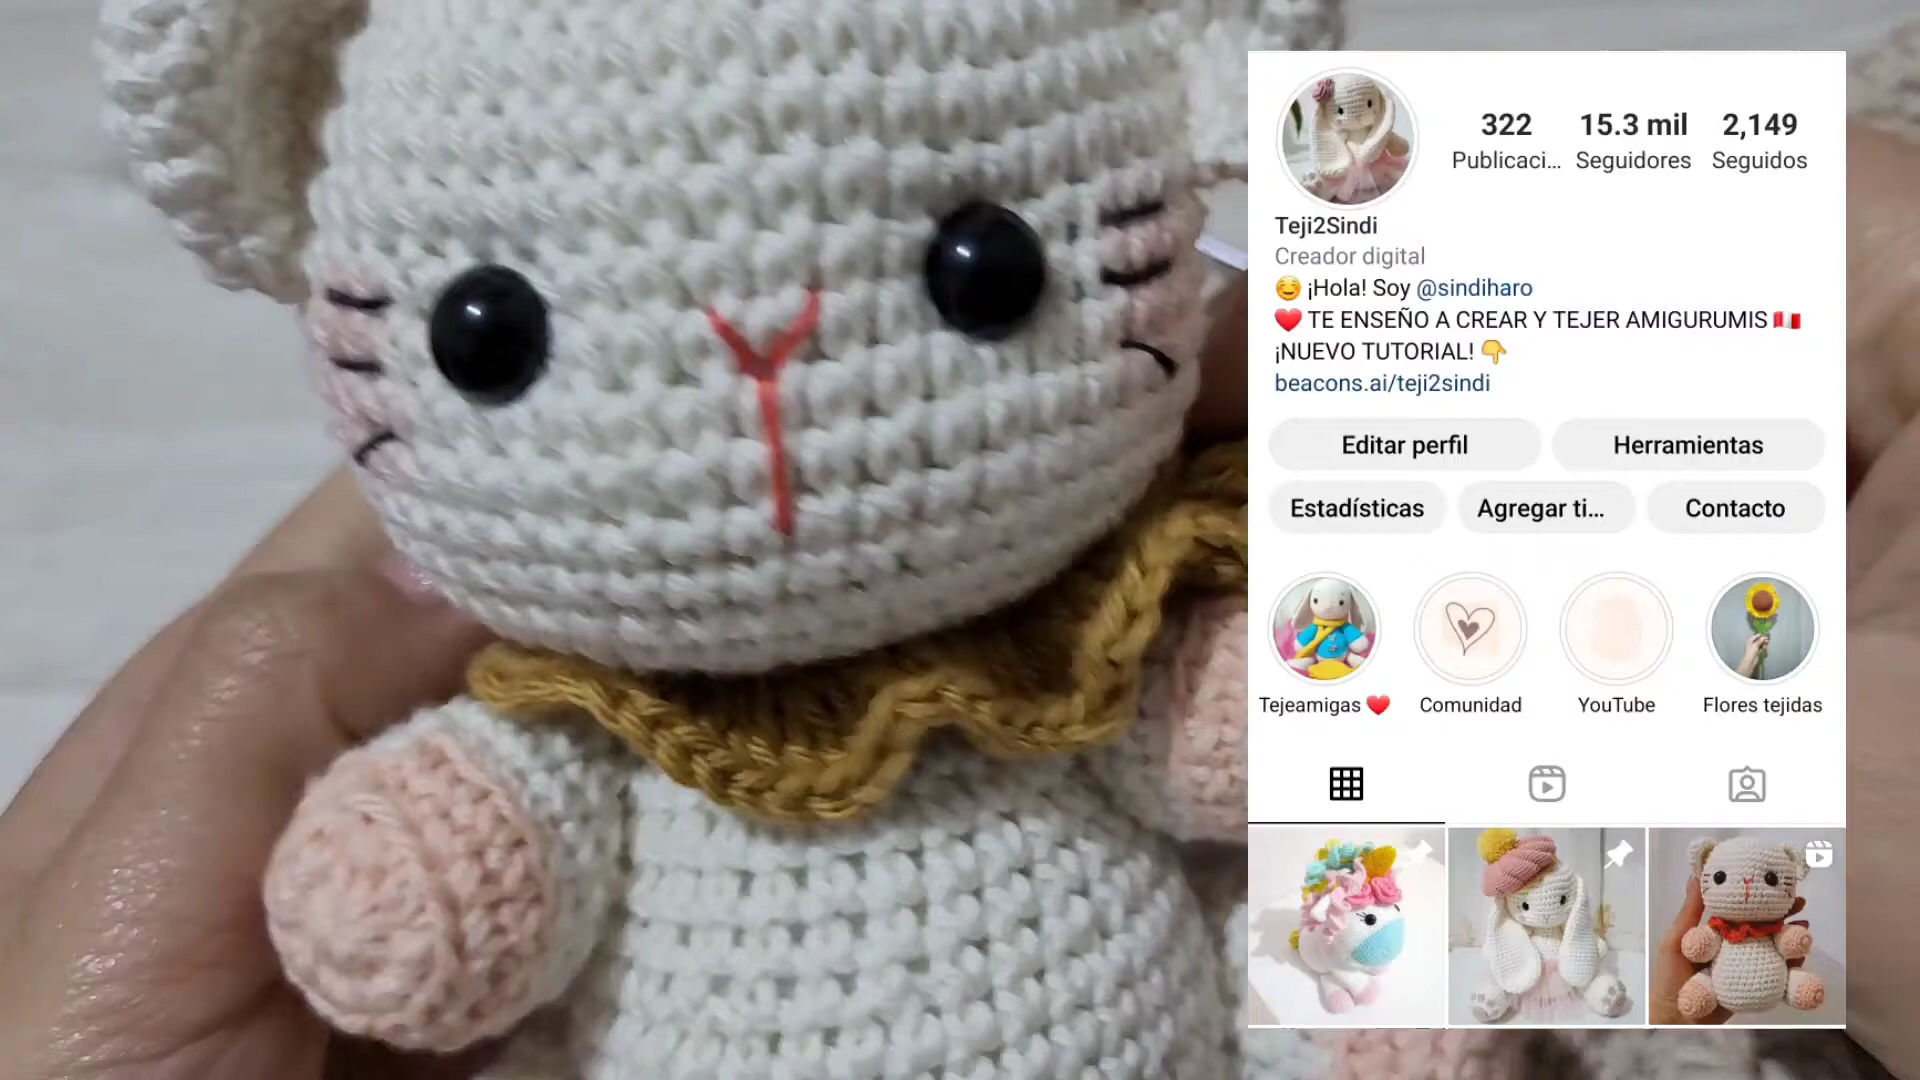 322 15.3 mil 2,149
Publicaci... Seguidores Seguidos
Teji2Sindi
Creador digital
☺️ ¡Hola! Soy @sindiharo
❤️ TE ENSEÑO A CREAR Y TEJER AMIGURUMIS 🇵🇪
¡NUEVO TUTORIAL! 👇
beacons.ai/teji2sindi
Editar perfil Herramientas
Estadísticas Agregar ti... Contacto
Tejeamigas ❤️ Comunidad YouTube Flores tejidas